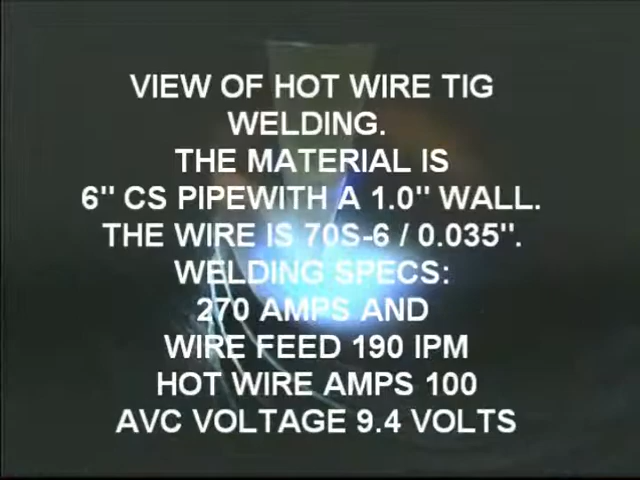 VIEW OF HOT WIRE TIG
WELDING.
THE MATERIAL IS
6" CS PIPEWITH A 1.0" WALL.
THE WIRE IS 70S-6 / 0.035".
WELDING SPECS:
270 AMPS AND
WIRE FEED 190 IPM
HOT WIRE AMPS 100
AVC VOLTAGE 9.4 VOLTS